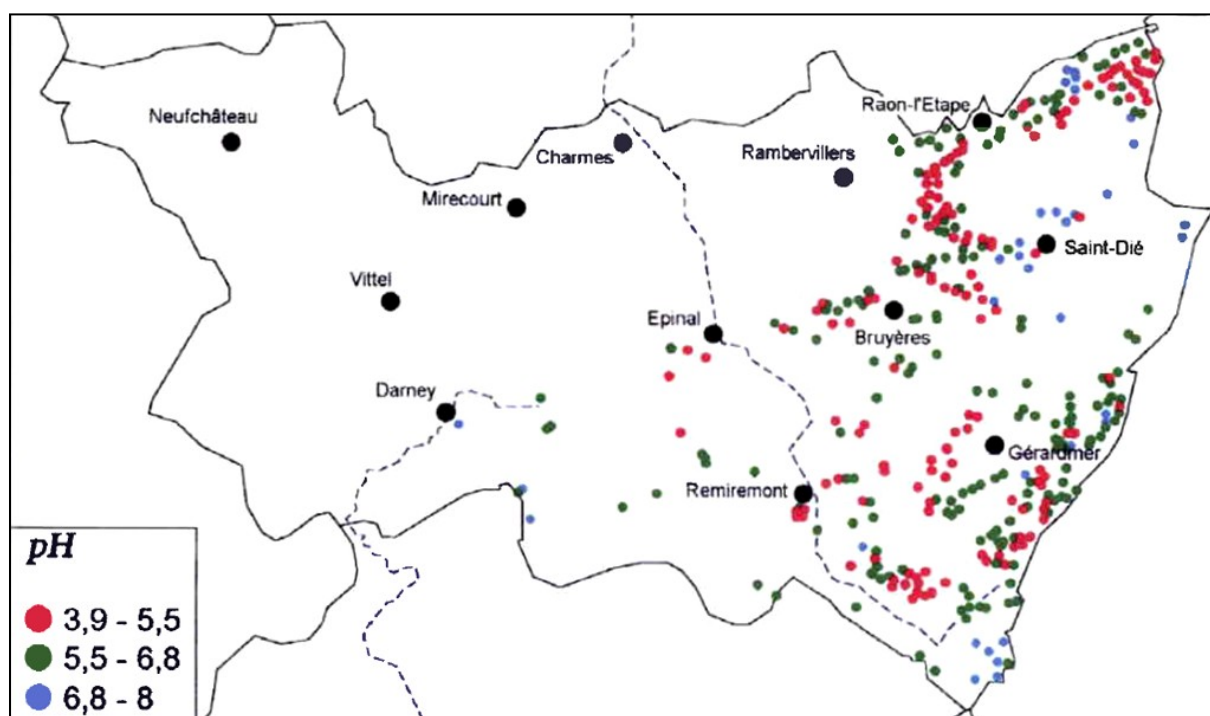 Neufchâteau
Charmes
Raon-l'Etape
Rambervillers
Mirecourt
Saint-Dié
Vittel
Epinal
Bruyères
Darney
Gérardmer
Remiremont
pH
3,9 - 5,5
5,5 - 6,8
6,8 - 8